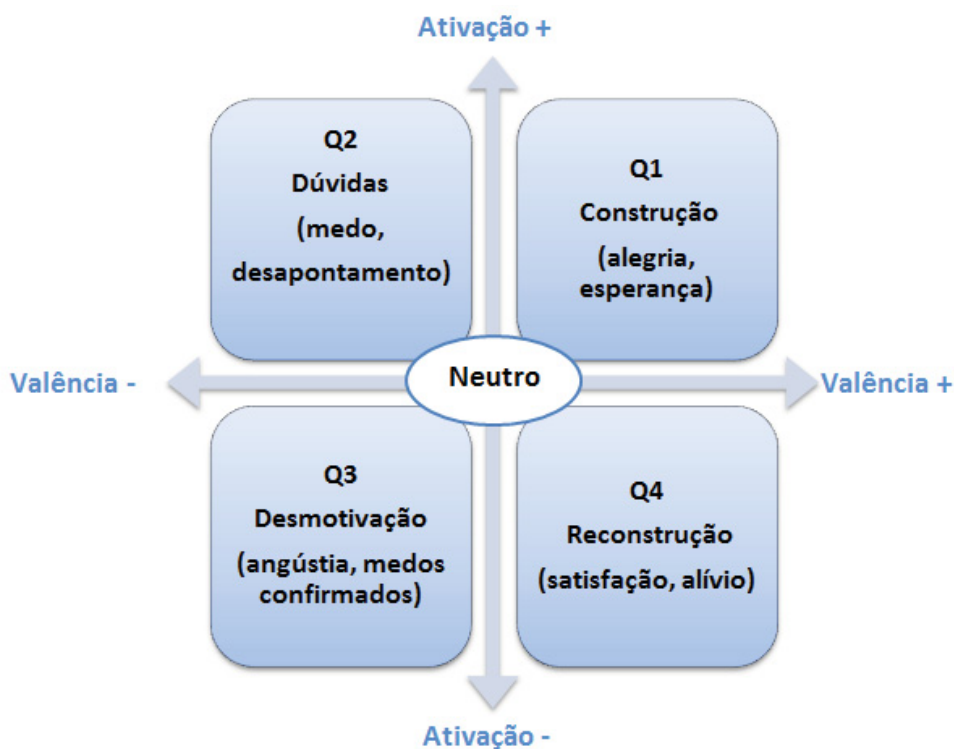 Ativação +
Q2
Dúvidas
(medo,
desapontamento)
Q1
Construção
(alegria,
esperança)
Valência -
Neutro
Valência +
Q3
Desmotivação
(angústia, medos
confirmados)
Q4
Reconstrução
(satisfação, alívio)
Ativação -